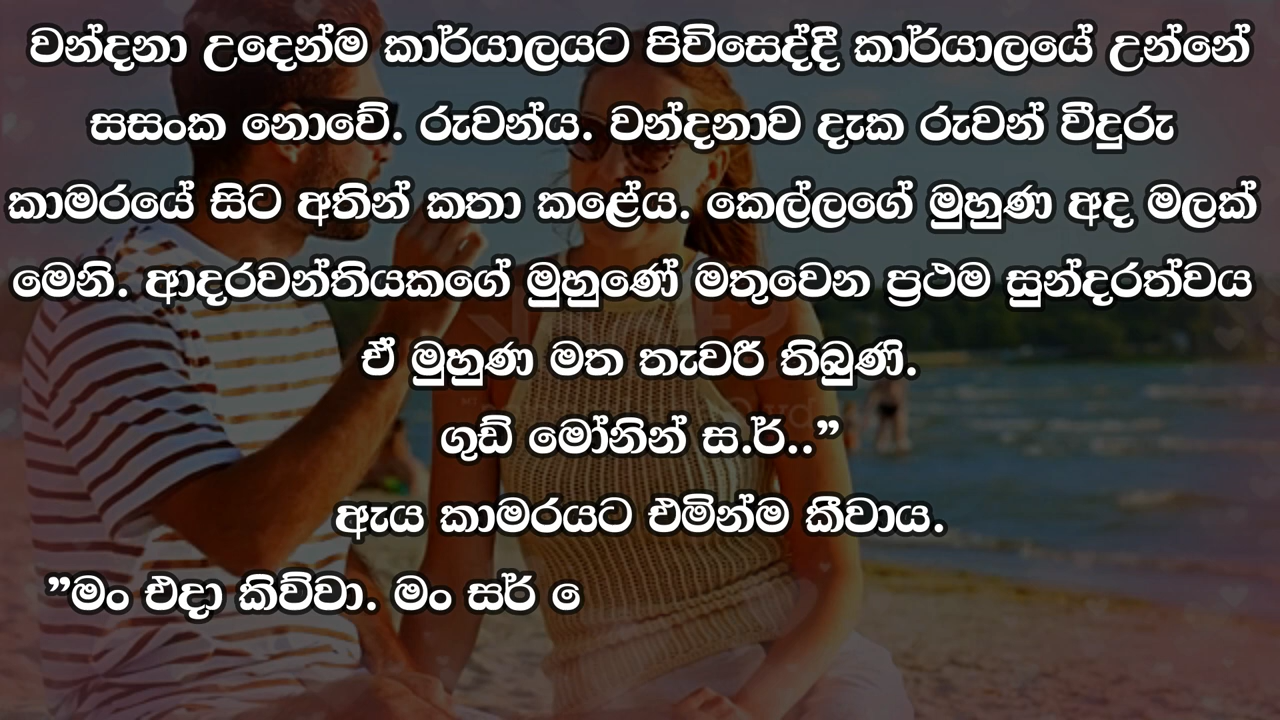 වන්දනා උදෙන්ම කාර්යාලයට පිවිසෙද්දී කාර්යාලයේ උන්නේ
සසංක නොවේ. රුවන්ය. වන්දනාව දැක රුවන් වීදුරු
කාමරයේ සිට අතින් කතා කළේය. කෙල්ලගේ මුහුණ අද මලක්
මෙනි. ආදරවන්තියකගේ මුහුණේ මතුවෙන ප්‍රථම සුන්දරත්වය
ඒ මුහුණ මත තැවරී තිබුණි.
ගුඩ් මෝනින් ස.ර්..”
ඇය කාමරයට එමින්ම කීවාය.
”මං එදා කිව්වා. මං සර් ෙ